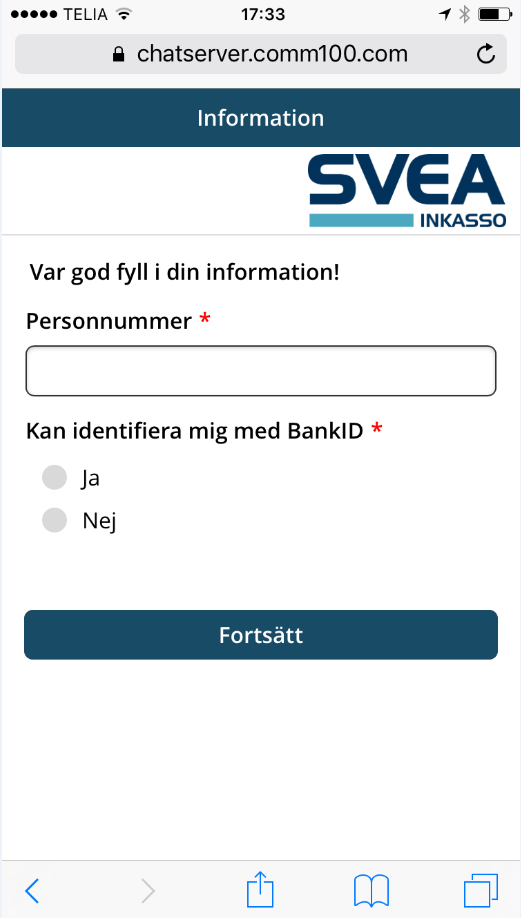 TELIA 17:33
chatserver.comm100.com
Information
SVEA
INKASSO
Var god fyll i din information!
Personnummer *
Kan identifiera mig med BankID *
Ja
Nej
Fortsätt